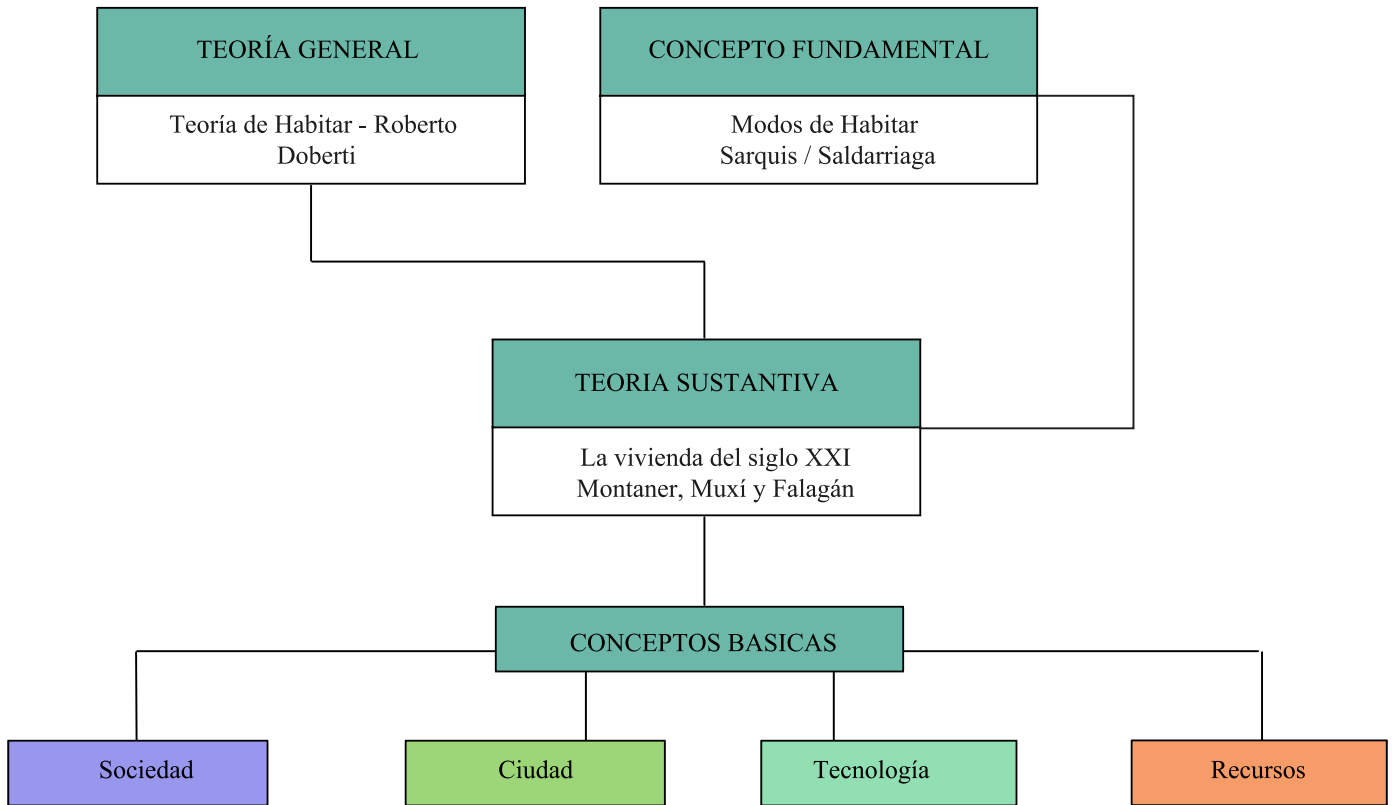 TEORÍA GENERAL
Teoría de Habitar - Roberto
Doberti
CONCEPTO FUNDAMENTAL
Modos de Habitar
Sarquis / Saldarriaga
TEORIA SUSTANTIVA
La vivienda del siglo XXI
Montaner, Muxí y Falagán
CONCEPTOS BASICAS
Sociedad
Ciudad
Tecnología
Recursos